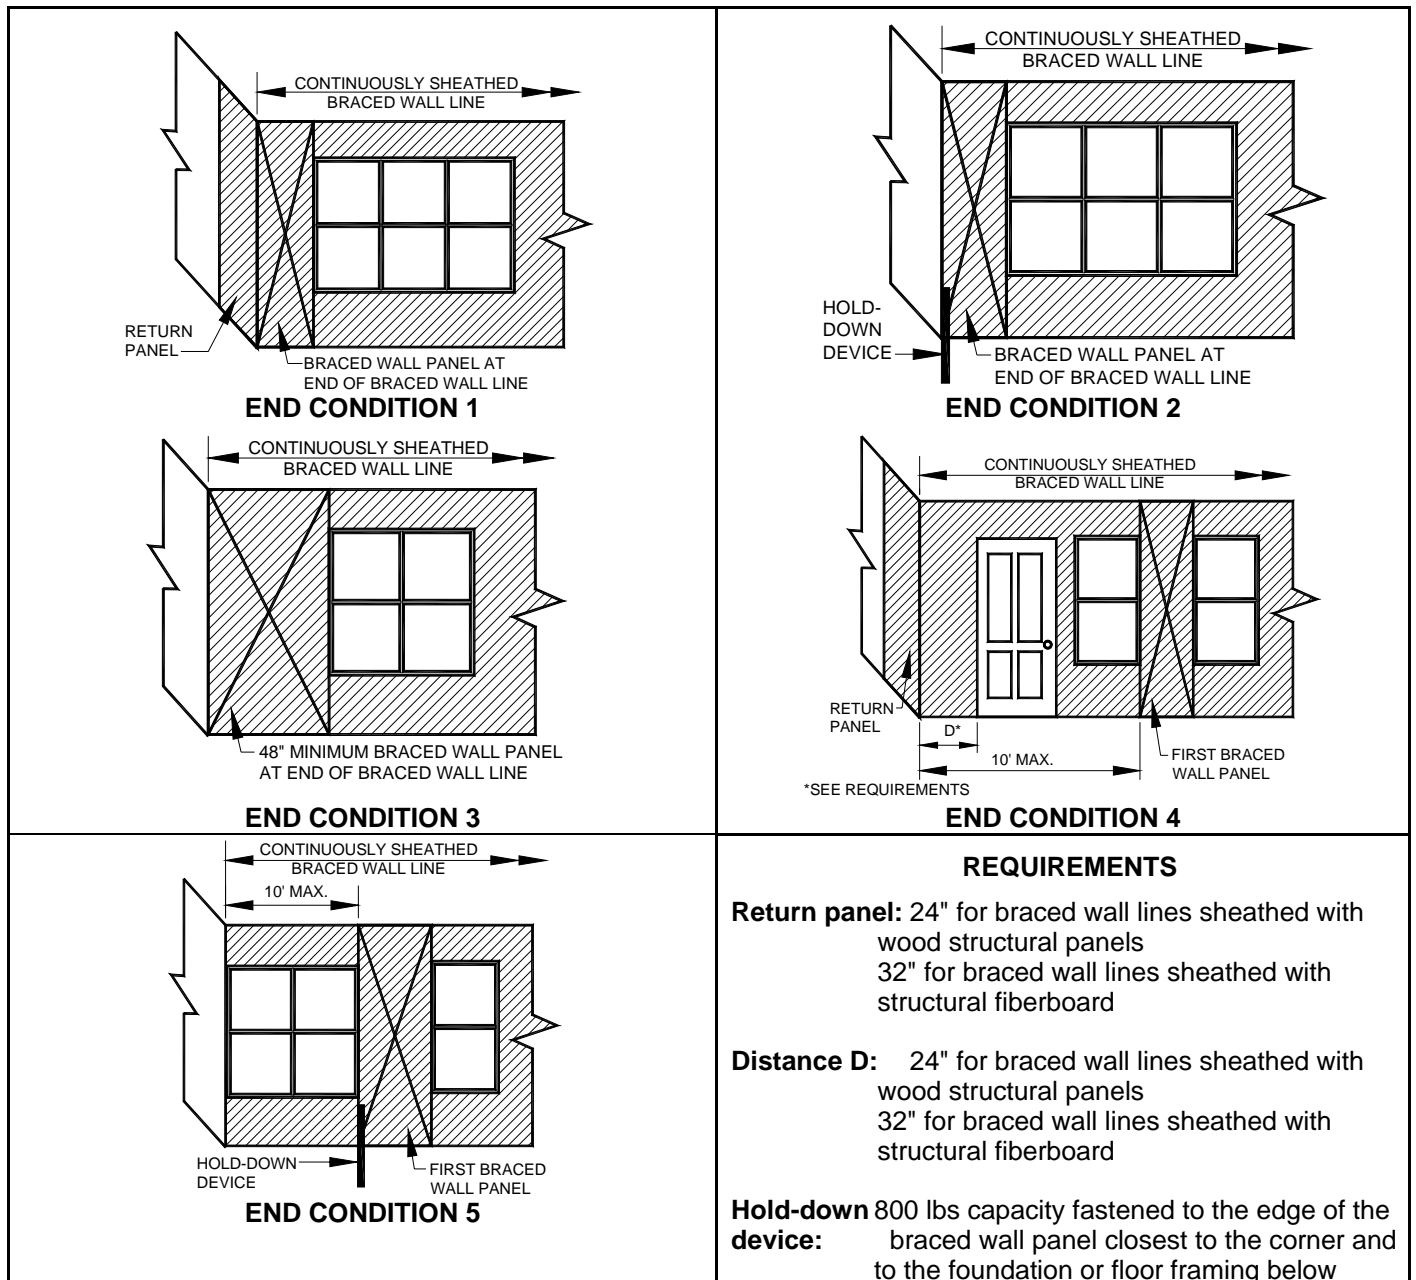 CONTINUOUSLY SHEATHED
BRACED WALL LINE
RETURN
PANEL
BRACED WALL PANEL AT
END OF BRACED WALL LINE
END CONDITION 1
CONTINUOUSLY SHEATHED
BRACED WALL LINE
HOLD-
DOWN
DEVICE
BRACED WALL PANEL AT
END OF BRACED WALL LINE
END CONDITION 2
CONTINUOUSLY SHEATHED
BRACED WALL LINE
48" MINIMUM BRACED WALL PANEL
AT END OF BRACED WALL LINE
END CONDITION 3
CONTINUOUSLY SHEATHED
BRACED WALL LINE
RETURN
PANEL
D*
10' MAX.
FIRST BRACED
WALL PANEL
*SEE REQUIREMENTS
END CONDITION 4
CONTINUOUSLY SHEATHED
BRACED WALL LINE
10' MAX.
HOLD-DOWN
DEVICE
FIRST BRACED
WALL PANEL
END CONDITION 5
REQUIREMENTS
Return panel: 24" for braced wall lines sheathed with
wood structural panels
32" for braced wall lines sheathed with
structural fiberboard
Distance D: 24" for braced wall lines sheathed with
wood structural panels
32" for braced wall lines sheathed with
structural fiberboard
Hold-down 800 lbs capacity fastened to the edge of the
device: braced wall panel closest to the corner and
to the foundation or floor framing below